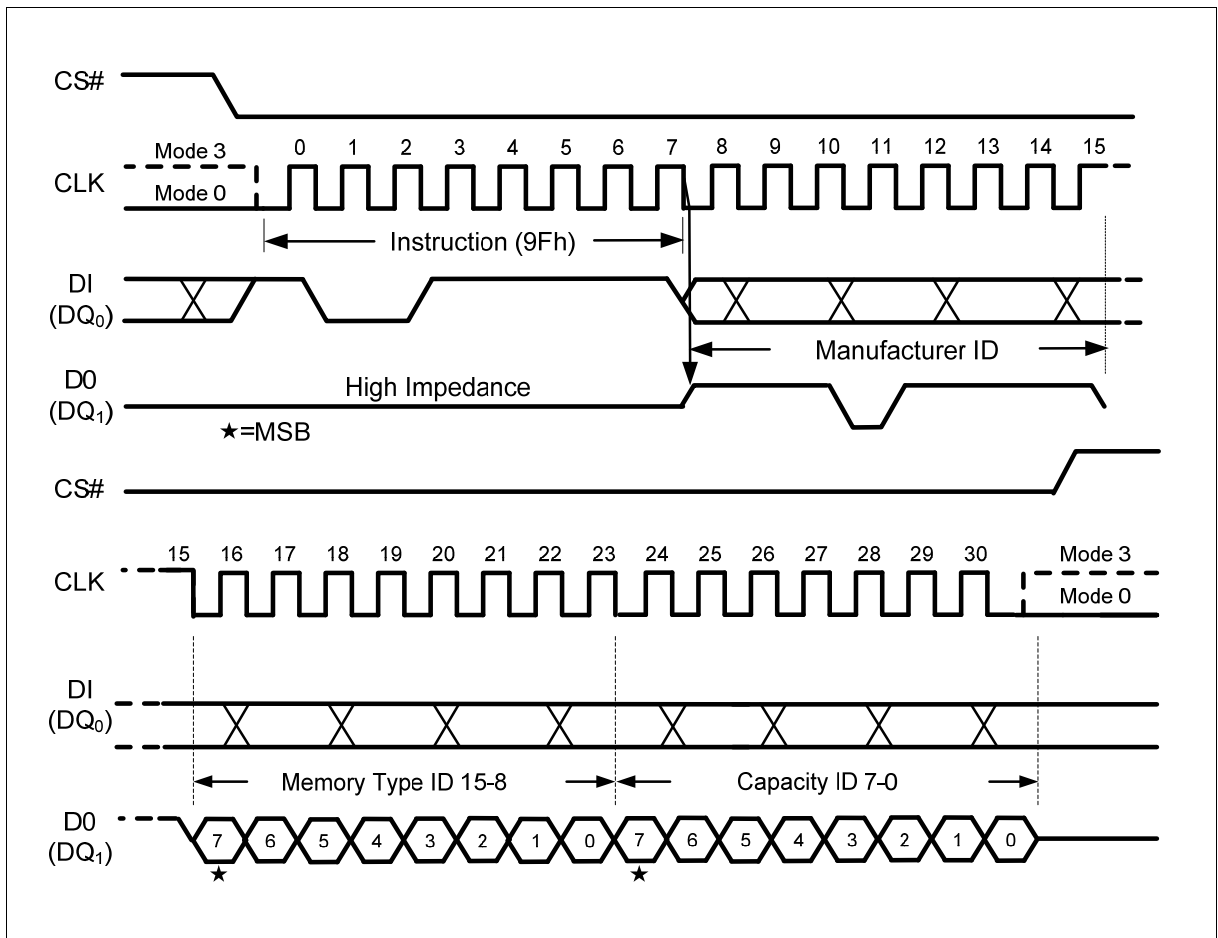 CS#
0 1 2 3 4 5 6 7 8 9 10 11 12 13 14 15
Mode 3
CLK
Mode 0
Instruction (9Fh)
DI
(DQ0)
Manufacturer ID
D0
(DQ1)
High Impedance
★=MSB
CS#
15 16 17 18 19 20 21 22 23 24 25 26 27 28 29 30
Mode 3
CLK
Mode 0
DI
(DQ0)
Memory Type ID 15-8
Capacity ID 7-0
D0
(DQ1)
7 6 5 4 3 2 1 0 7 6 5 4 3 2 1 0
★ ★